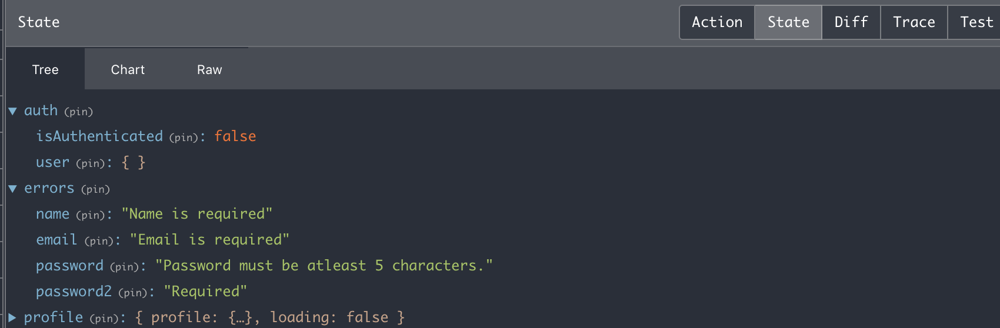 State Action State Diff Trace Test
Tree Chart Raw
auth (pin)
isAuthenticated (pin): false
user (pin): { }
errors (pin)
name (pin): "Name is required"
email (pin): "Email is required"
password (pin): "Password must be atleast 5 characters."
password2 (pin): "Required"
profile (pin): { profile: {…}, loading: false }